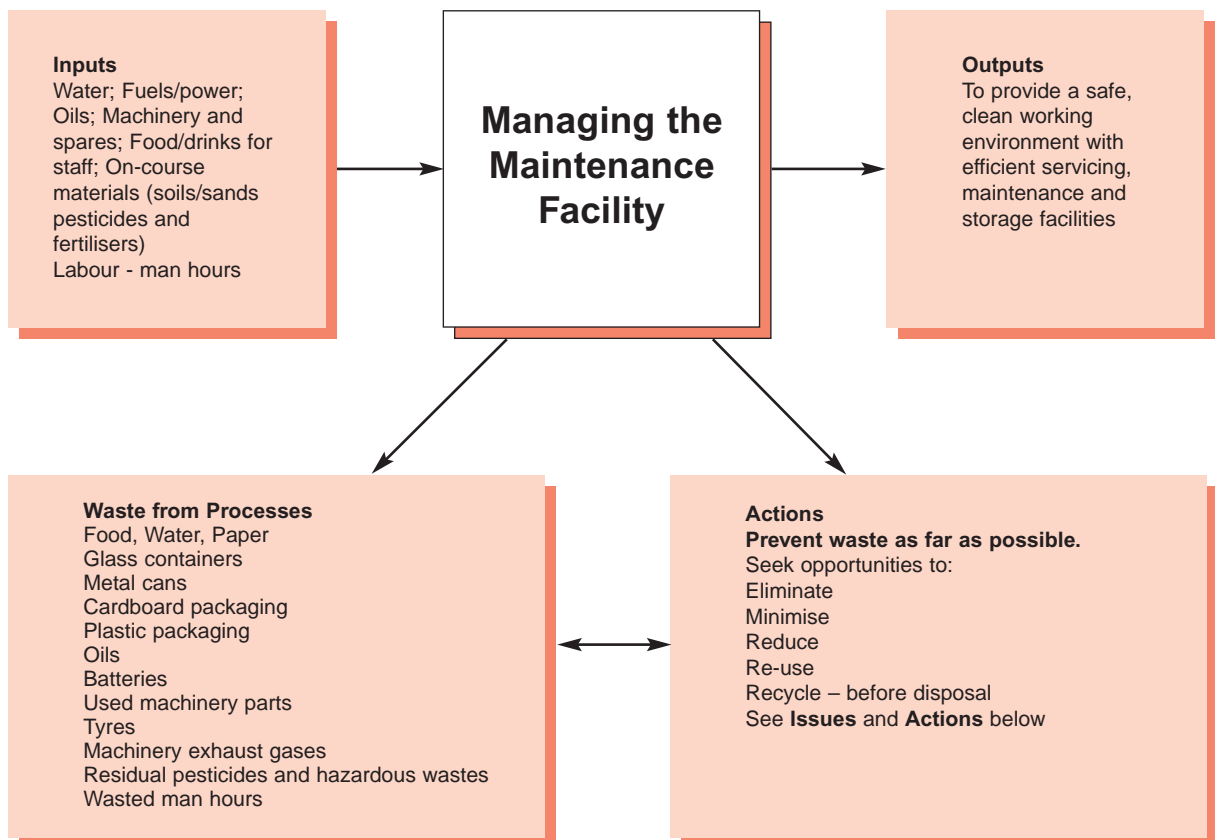 Inputs
Water; Fuels/power;
Oils; Machinery and
spares; Food/drinks for
staff; On-course
materials (soils/sands
pesticides and
fertilisers)
Labour - man hours
Managing the
Maintenance
Facility
Outputs
To provide a safe,
clean working
environment with
efficient servicing,
maintenance and
storage facilities
Waste from Processes
Food, Water, Paper
Glass containers
Metal cans
Cardboard packaging
Plastic packaging
Oils
Batteries
Used machinery parts
Tyres
Machinery exhaust gases
Residual pesticides and hazardous wastes
Wasted man hours
Actions
Prevent waste as far as possible.
Seek opportunities to:
Eliminate
Minimise
Reduce
Re-use
Recycle – before disposal
See Issues and Actions below